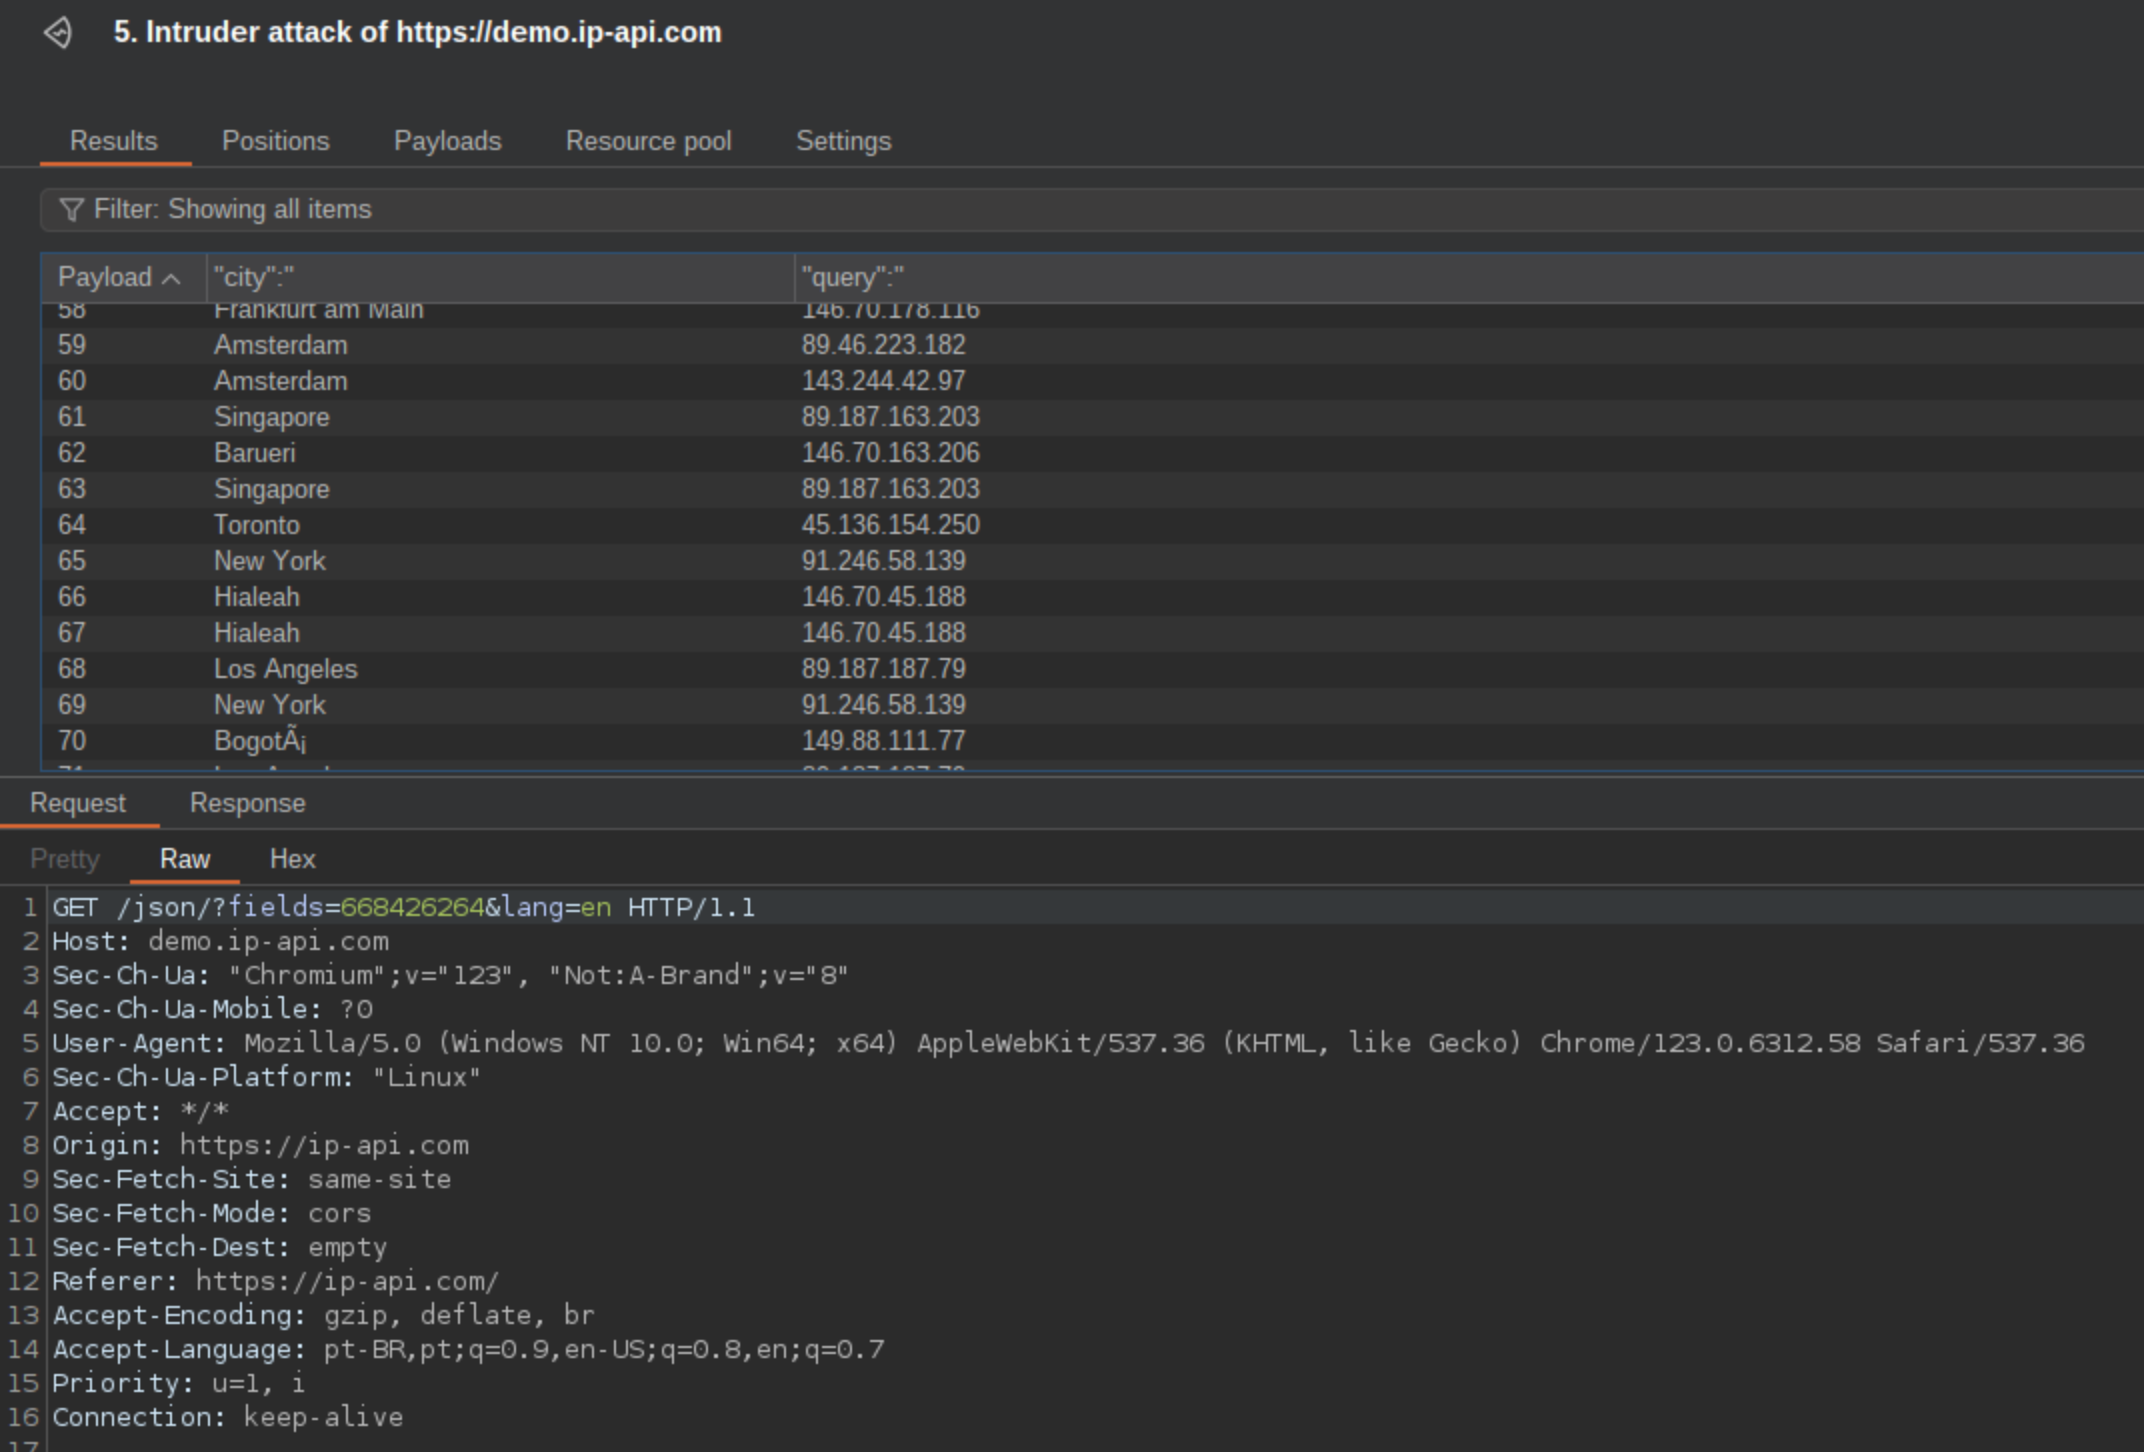 5. Intruder attack of https://demo.ip-api.com
Results Positions Payloads Resource pool Settings
Filter: Showing all items
Payload "city":" "query":"
58 Frankfurt am Main 146.70.178.116
59 Amsterdam 89.46.223.182
60 Amsterdam 143.244.42.97
61 Singapore 89.187.163.203
62 Barueri 146.70.163.206
63 Singapore 89.187.163.203
64 Toronto 45.136.154.250
65 New York 91.246.58.139
66 Hialeah 146.70.45.188
67 Hialeah 146.70.45.188
68 Los Angeles 89.187.187.79
69 New York 91.246.58.139
70 BogotÃ¡ 149.88.111.77
71 Los Angeles 89.187.187.79
Request Response
Pretty Raw Hex
1 GET /json/?fields=668426264&lang=en HTTP/1.1
2 Host: demo.ip-api.com
3 Sec-Ch-Ua: "Chromium";v="123", "Not:A-Brand";v="8"
4 Sec-Ch-Ua-Mobile: ?0
5 User-Agent: Mozilla/5.0 (Windows NT 10.0; Win64; x64) AppleWebKit/537.36 (KHTML, like Gecko) Chrome/123.0.6312.58 Safari/537.36
6 Sec-Ch-Ua-Platform: "Linux"
7 Accept: */*
8 Origin: https://ip-api.com
9 Sec-Fetch-Site: same-site
10 Sec-Fetch-Mode: cors
11 Sec-Fetch-Dest: empty
12 Referer: https://ip-api.com/
13 Accept-Encoding: gzip, deflate, br
14 Accept-Language: pt-BR,pt;q=0.9,en-US;q=0.8,en;q=0.7
15 Priority: u=1, i
16 Connection: keep-alive
17